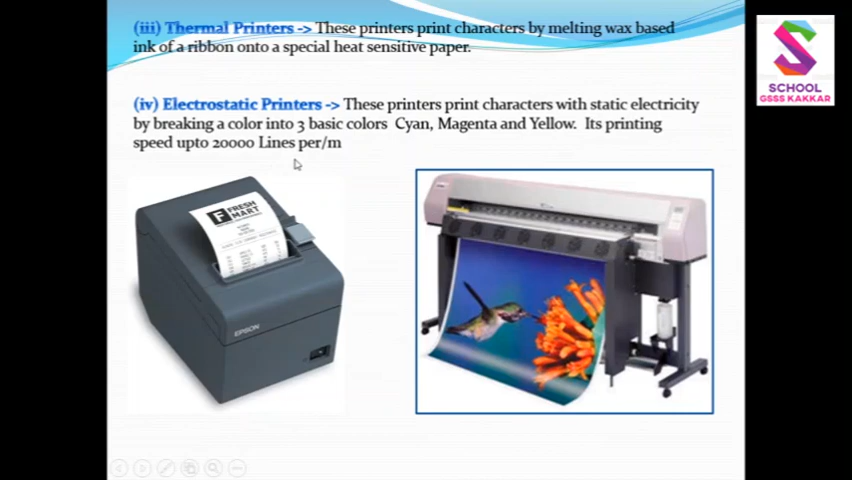 (iii) Thermal Printers -> These printers print characters by melting wax based
ink of a ribbon onto a special heat sensitive paper.
(iv) Electrostatic Printers -> These printers print characters with static electricity
by breaking a color into 3 basic colors Cyan, Magenta and Yellow. Its printing
speed upto 20000 Lines per/m
SCHOOL
GSSS KAKKAR
F FRESH
MART
EPSON